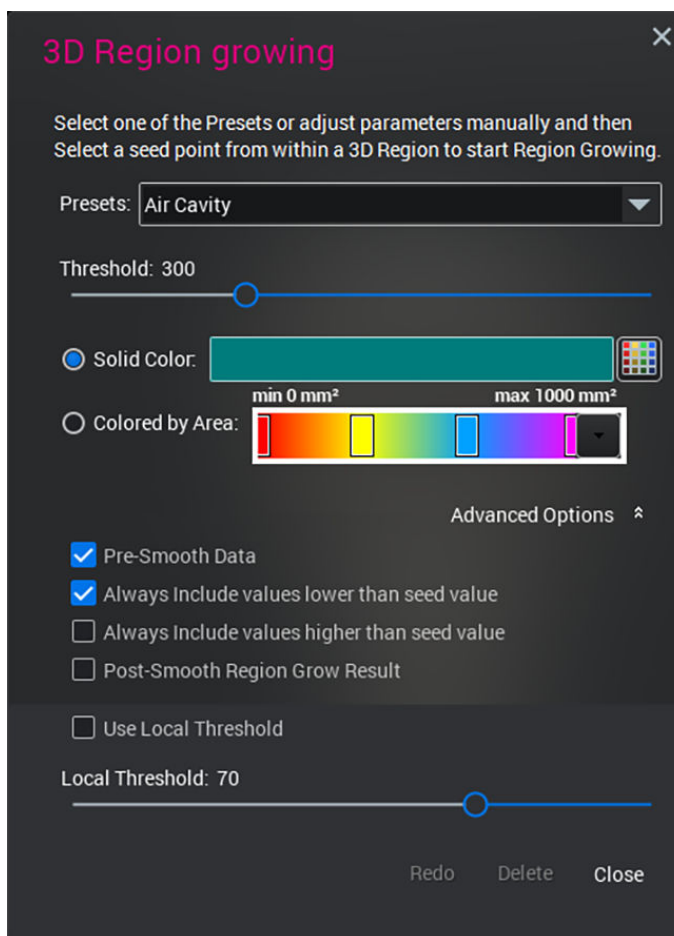 3D Region growing
Select one of the Presets or adjust parameters manually and then
Select a seed point from within a 3D Region to start Region Growing.
Presets: Air Cavity
Threshold: 300
Solid Color:
min 0 mm² max 1000 mm²
Colored by Area:
Advanced Options
Pre-Smooth Data
Always Include values lower than seed value
Always Include values higher than seed value
Post-Smooth Region Grow Result
Use Local Threshold
Local Threshold: 70
Redo Delete Close